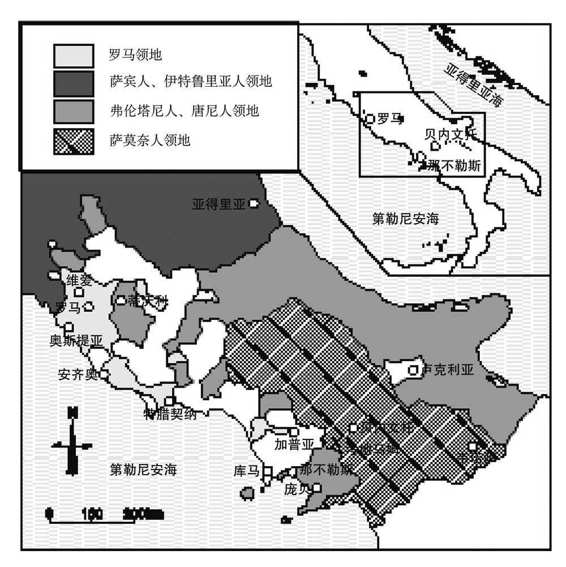 罗马领地
萨宾人、伊特鲁里亚人领地
弗伦塔尼人、唐尼人领地
萨莫奈人领地
亚得里亚海
罗马
贝内文托
那不勒斯
第勒尼安海
亚得里亚
维爱
罗马
蒂沃利
奥斯提亚
安齐奥
特腊契纳
卢克利亚
加普亚
贝内文托
库马
那不勒斯
庞贝
第勒尼安海
N
0 100 200km